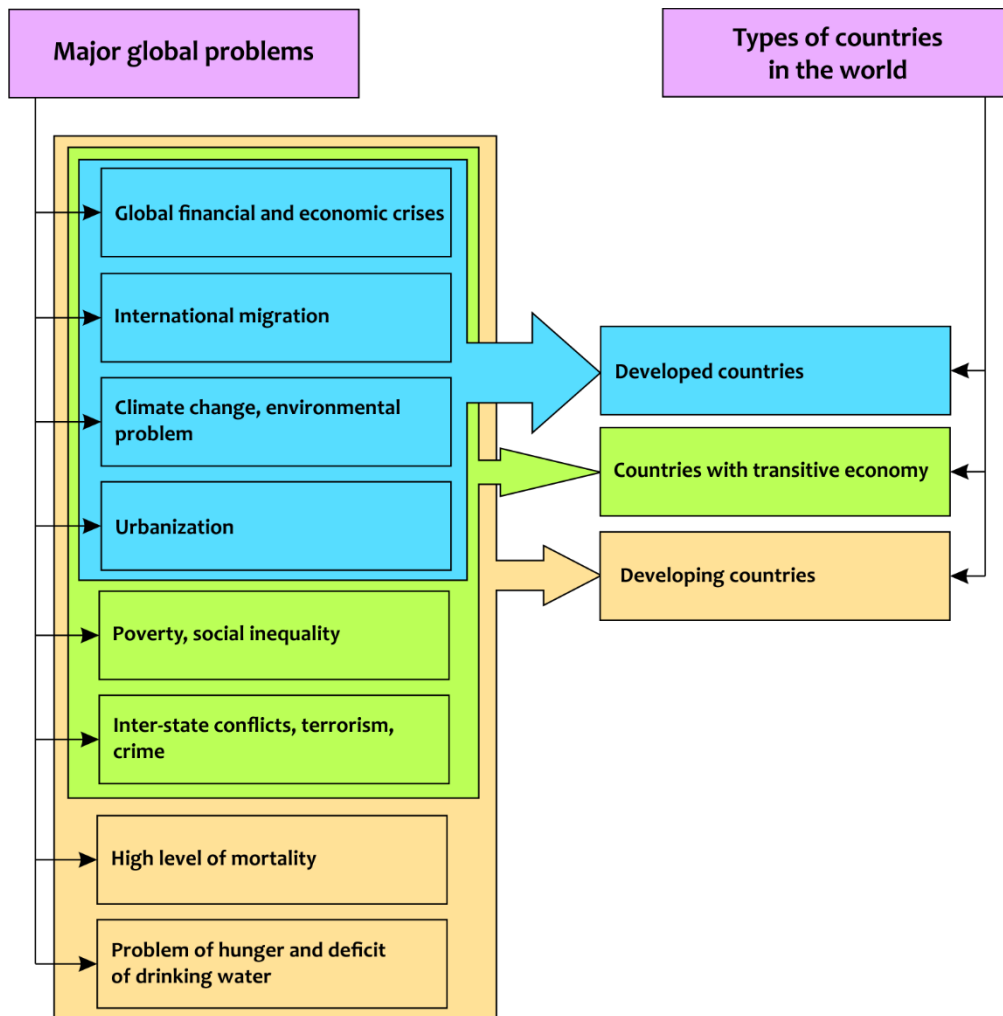 Major global problems
Types of countries
in the world
Global financial and economic crises
International migration
Climate change, environmental
problem
Urbanization
Poverty, social inequality
Inter-state conflicts, terrorism,
crime
High level of mortality
Problem of hunger and deficit
of drinking water
Developed countries
Countries with transitive economy
Developing countries